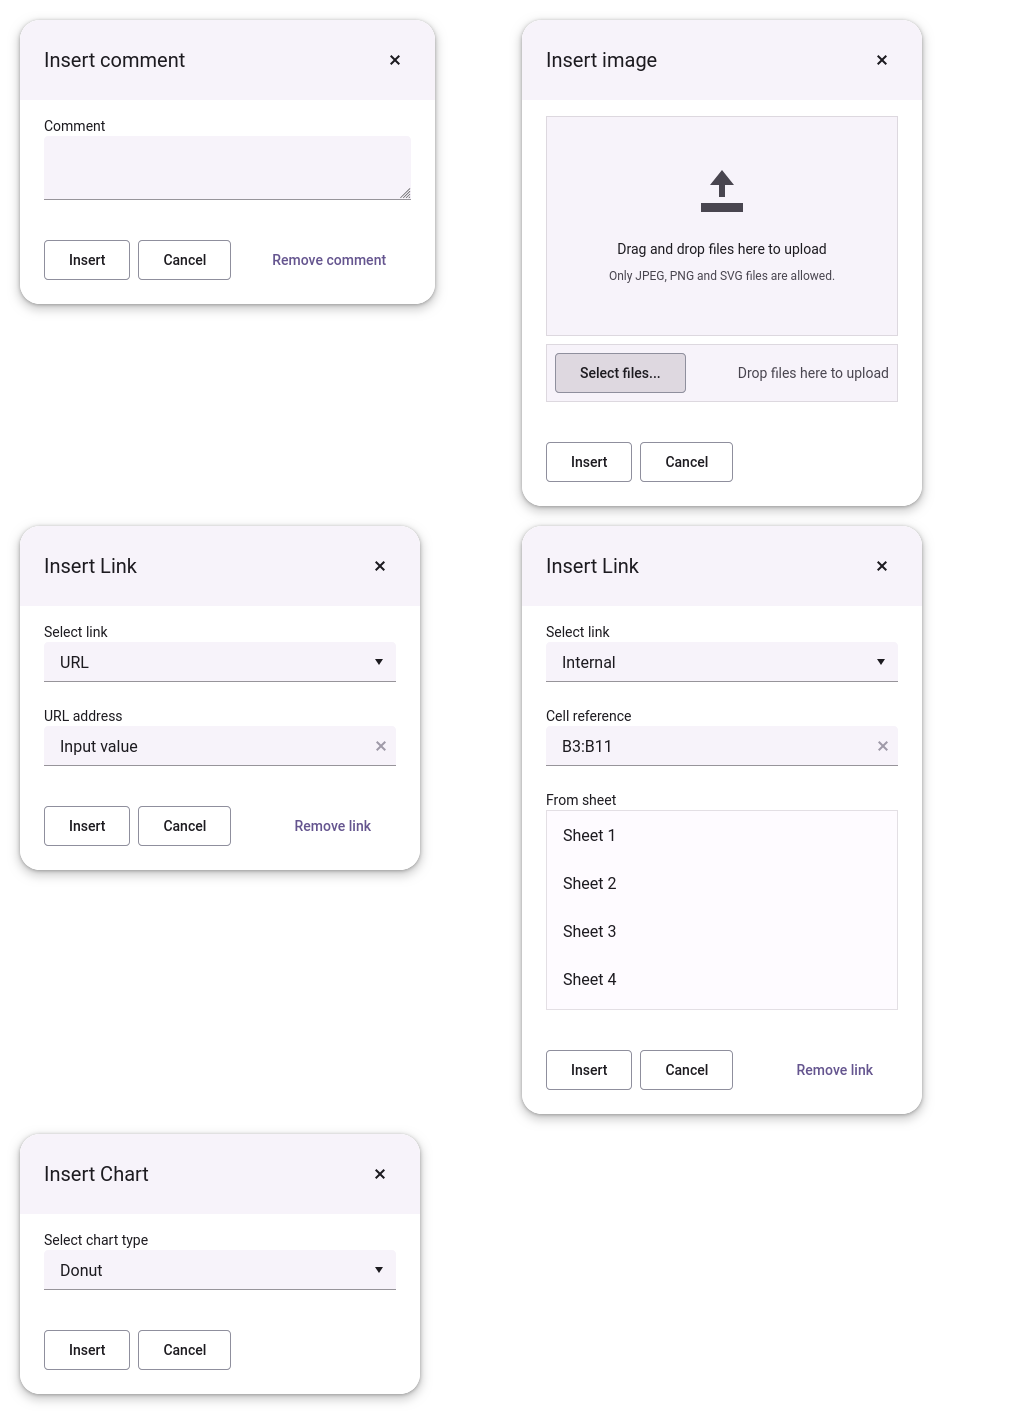 Insert comment
Comment
Insert
Cancel
Remove comment
Insert image
Drag and drop files here to upload
Only JPEG, PNG and SVG files are allowed.
Select files...
Drop files here to upload
Insert
Cancel
Insert Link
Select link
URL
URL address
Input value
Insert
Cancel
Remove link
Insert Link
Select link
Internal
Cell reference
B3:B11
From sheet
Sheet 1
Sheet 2
Sheet 3
Sheet 4
Insert
Cancel
Remove link
Insert Chart
Select chart type
Donut
Insert
Cancel